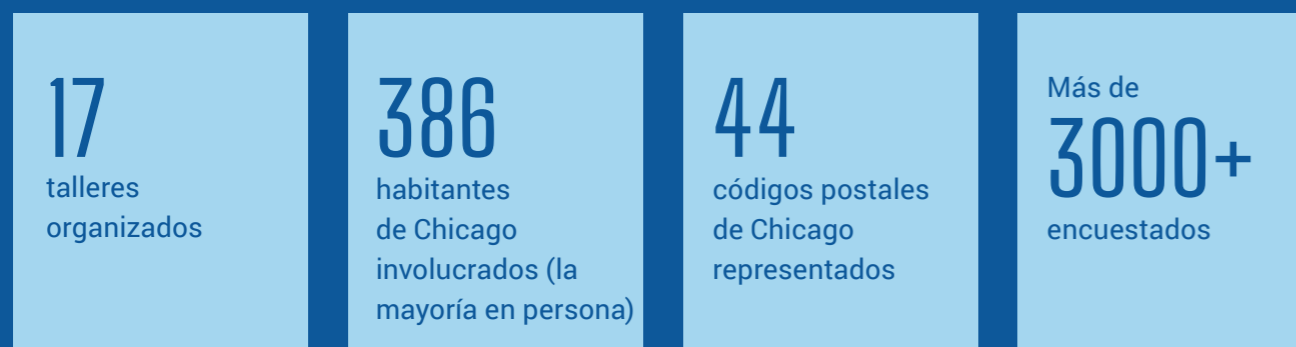 17
talleres
organizados
386
habitantes
de Chicago
involucrados (la
mayoría en persona)
44
códigos postales
de Chicago
representados
Más de
3000+
encuestados